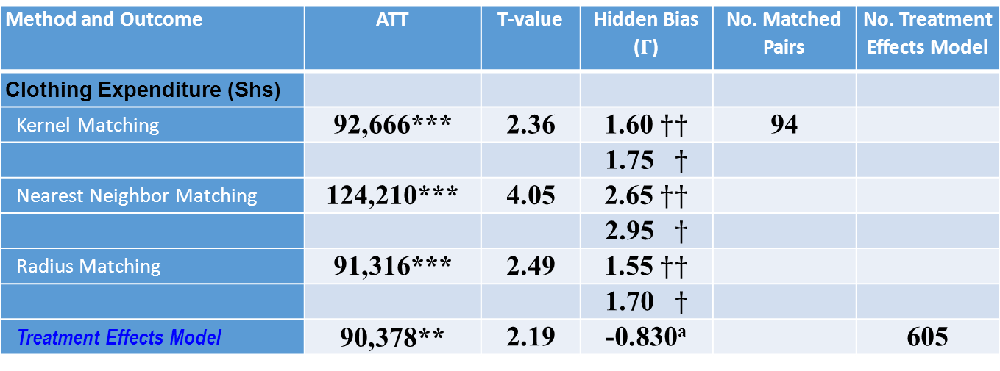 Method and Outcome ATT T-value Hidden Bias (Γ) No. Matched Pairs No. Treatment Effects Model
Clothing Expenditure (Shs)
Kernel Matching 92,666*** 2.36 1.60 †† 94
1.75 †
Nearest Neighbor Matching 124,210*** 4.05 2.65 ††
2.95 †
Radius Matching 91,316*** 2.49 1.55 ††
1.70 †
Treatment Effects Model 90,378** 2.19 -0.830ᵃ 605